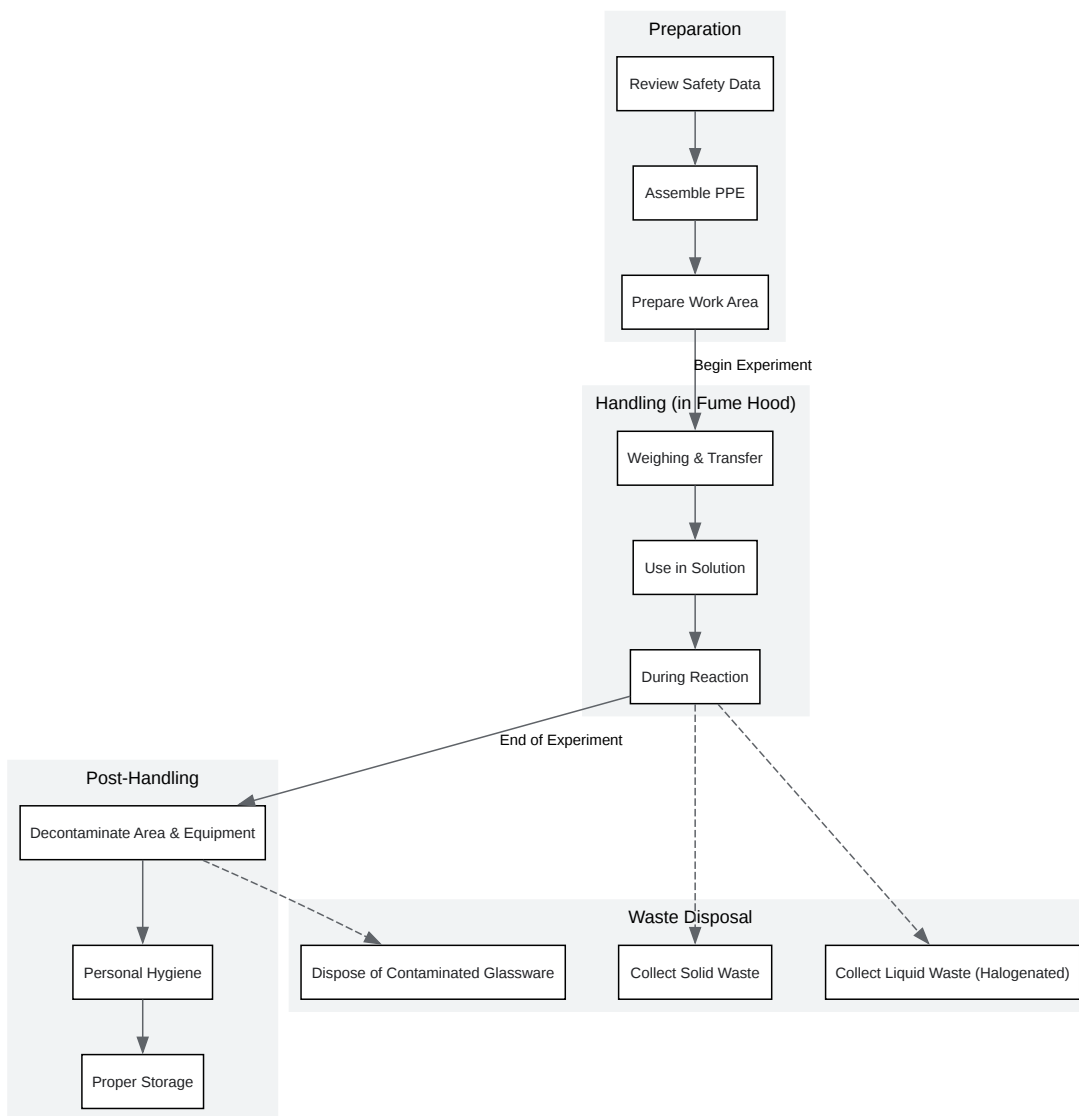 Preparation
Review Safety Data
Assemble PPE
Prepare Work Area
Begin Experiment
Handling (in Fume Hood)
Weighing & Transfer
Use in Solution
During Reaction
End of Experiment
Post-Handling
Decontaminate Area & Equipment
Personal Hygiene
Proper Storage
Waste Disposal
Dispose of Contaminated Glassware
Collect Solid Waste
Collect Liquid Waste (Halogenated)